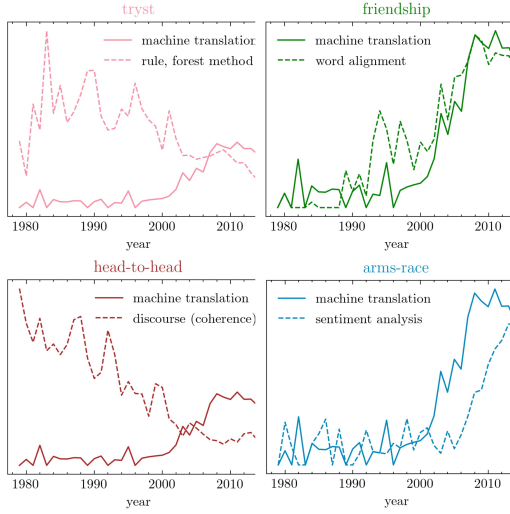 tryst
machine translation
rule, forest method
1980 1990 2000 2010
year
friendship
machine translation
word alignment
1980 1990 2000 2010
year
head-to-head
machine translation
discourse (coherence)
1980 1990 2000 2010
year
arms-race
machine translation
sentiment analysis
1980 1990 2000 2010
year